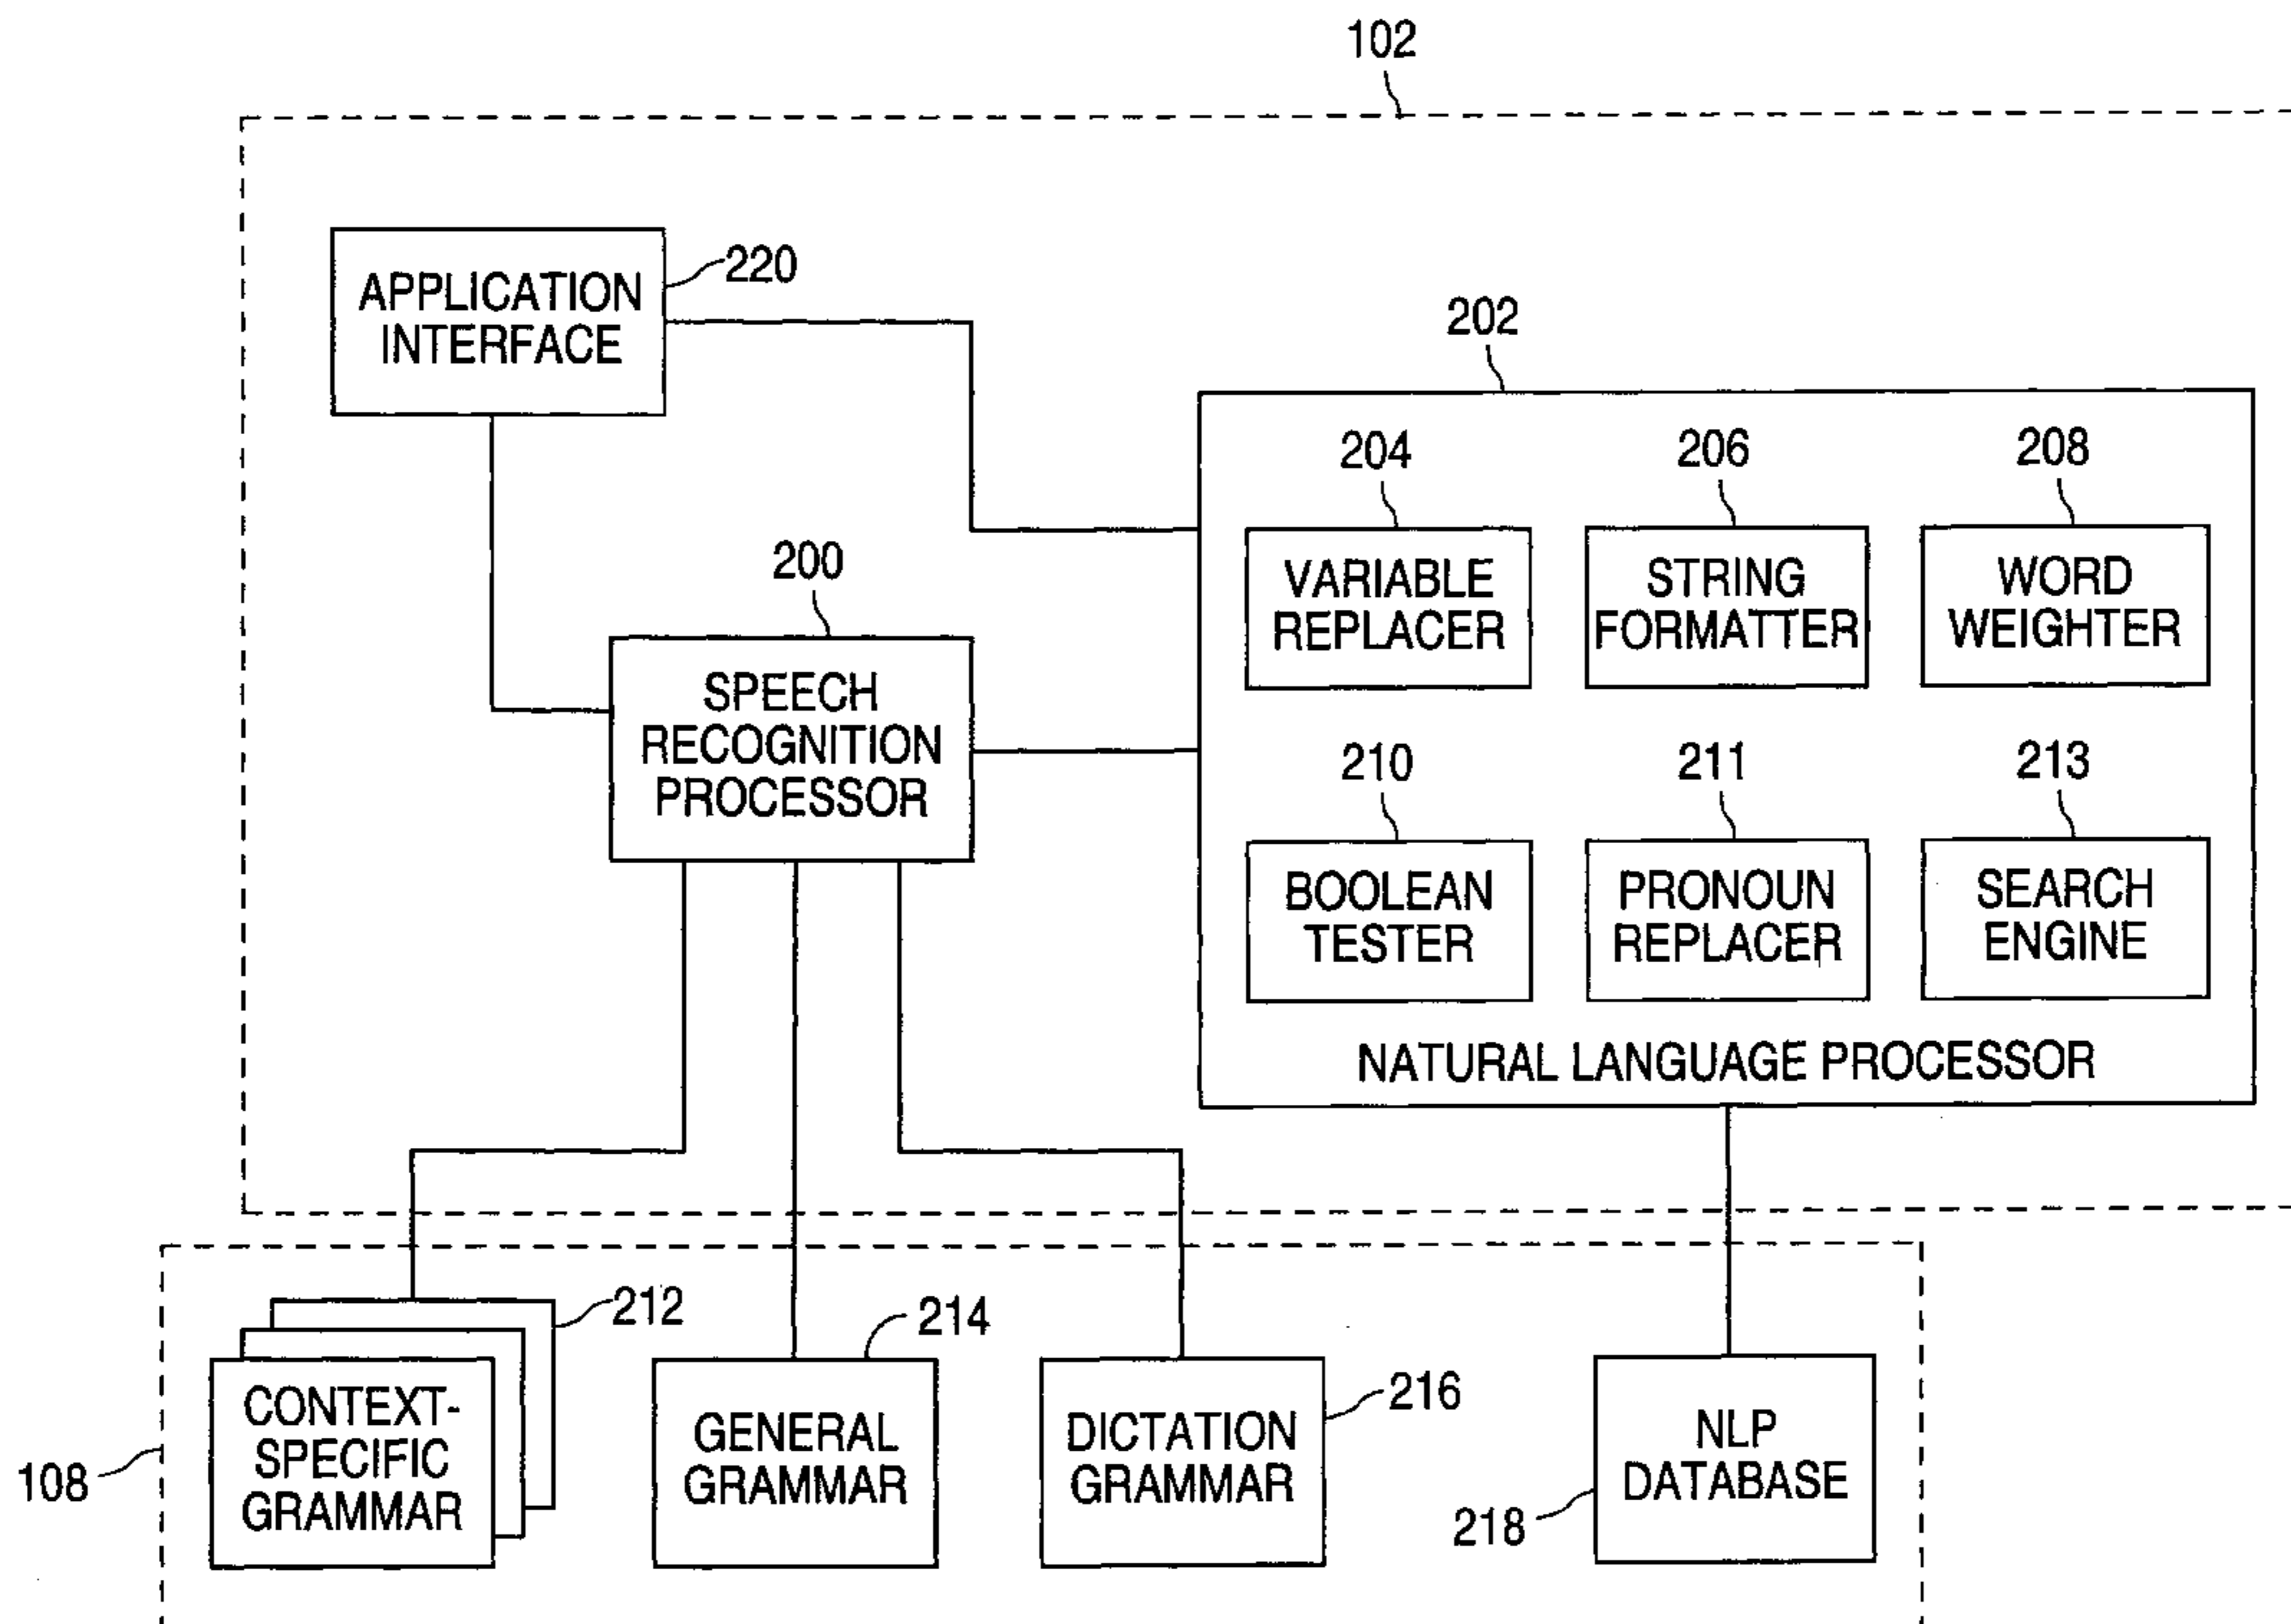 102
220
APPLICATION
INTERFACE
202
204
206
208
VARIABLE
REPLACER
STRING
FORMATTER
WORD
WEIGHTER
200
SPEECH
RECOGNITION
PROCESSOR
210
211
213
BOOLEAN
TESTER
PRONOUN
REPLACER
SEARCH
ENGINE
NATURAL LANGUAGE PROCESSOR
108
212
CONTEXT-
SPECIFIC
GRAMMAR
214
GENERAL
GRAMMAR
216
DICTATION
GRAMMAR
218
NLP
DATABASE